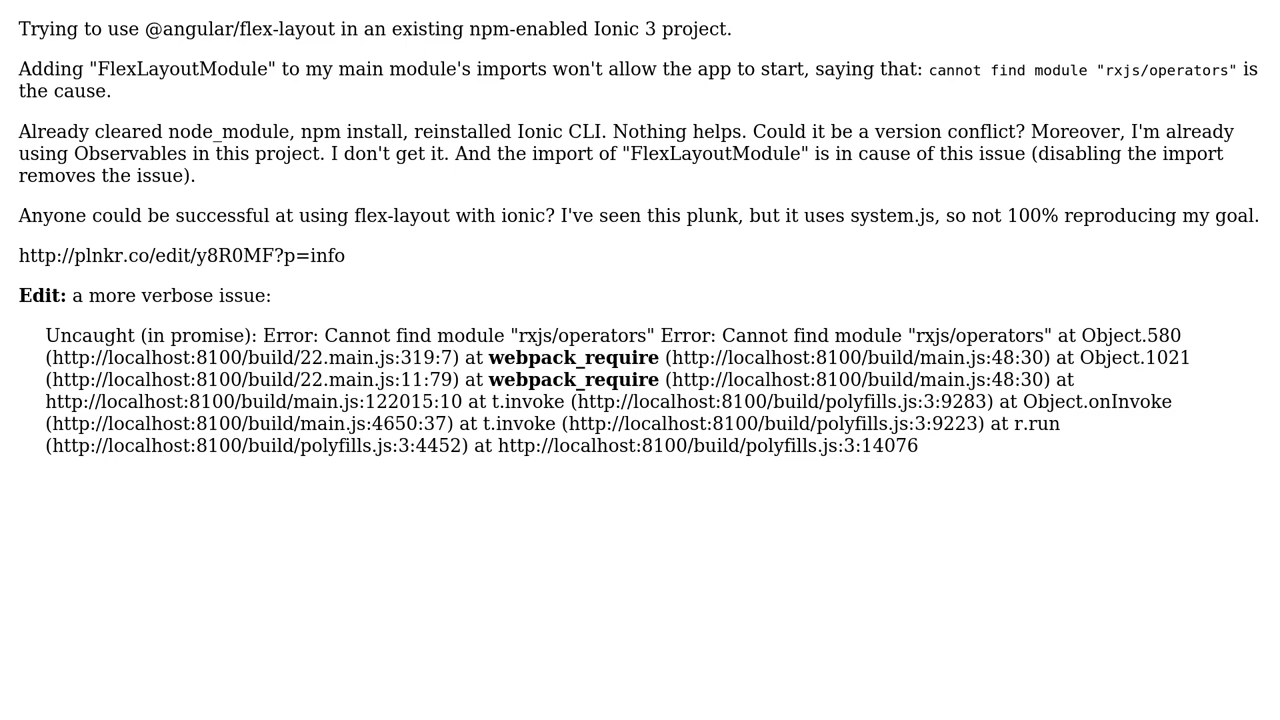 Trying to use @angular/flex-layout in an existing npm-enabled Ionic 3 project.
Adding "FlexLayoutModule" to my main module's imports won't allow the app to start, saying that: cannot find module "rxjs/operators" is
the cause.
Already cleared node_module, npm install, reinstalled Ionic CLI. Nothing helps. Could it be a version conflict? Moreover, I'm already
using Observables in this project. I don't get it. And the import of "FlexLayoutModule" is in cause of this issue (disabling the import
removes the issue).
Anyone could be successful at using flex-layout with ionic? I've seen this plunk, but it uses system.js, so not 100% reproducing my goal.
http://plnkr.co/edit/y8R0MF?p=info
Edit: a more verbose issue:
Uncaught (in promise): Error: Cannot find module "rxjs/operators" Error: Cannot find module "rxjs/operators" at Object.580
(http://localhost:8100/build/22.main.js:319:7) at webpack_require (http://localhost:8100/build/main.js:48:30) at Object.1021
(http://localhost:8100/build/22.main.js:11:79) at webpack_require (http://localhost:8100/build/main.js:48:30) at
http://localhost:8100/build/main.js:122015:10 at t.invoke (http://localhost:8100/build/polyfills.js:3:9283) at Object.onInvoke
(http://localhost:8100/build/main.js:4650:37) at t.invoke (http://localhost:8100/build/polyfills.js:3:9223) at r.run
(http://localhost:8100/build/polyfills.js:3:4452) at http://localhost:8100/build/polyfills.js:3:14076